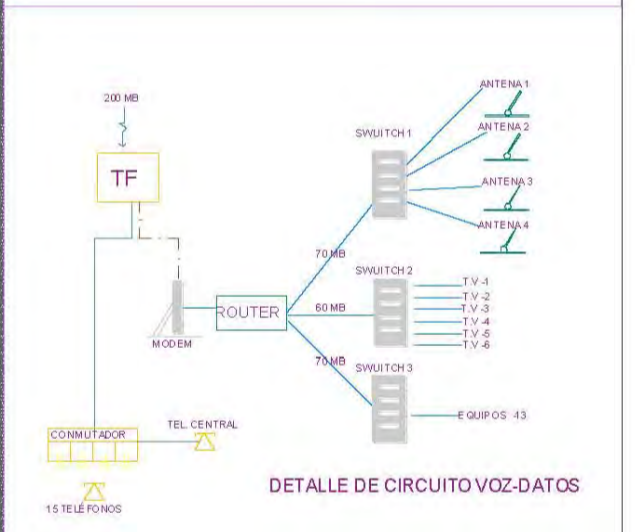 200 MB
TF
MODEM
ROUTER
70 MB
60 MB
70 MB
SWUITCH 1
ANTENA 1
ANTENA 2
ANTENA 3
ANTENA 4
SWUITCH 2
T.V -1
T.V -2
T.V -3
T.V -4
T.V -5
T.V -6
SWUITCH 3
EQUIPOS 43
CONMUTADOR
TEL. CENTRAL
15 TELÉFONOS
DETALLE DE CIRCUITO VOZ-DATOS